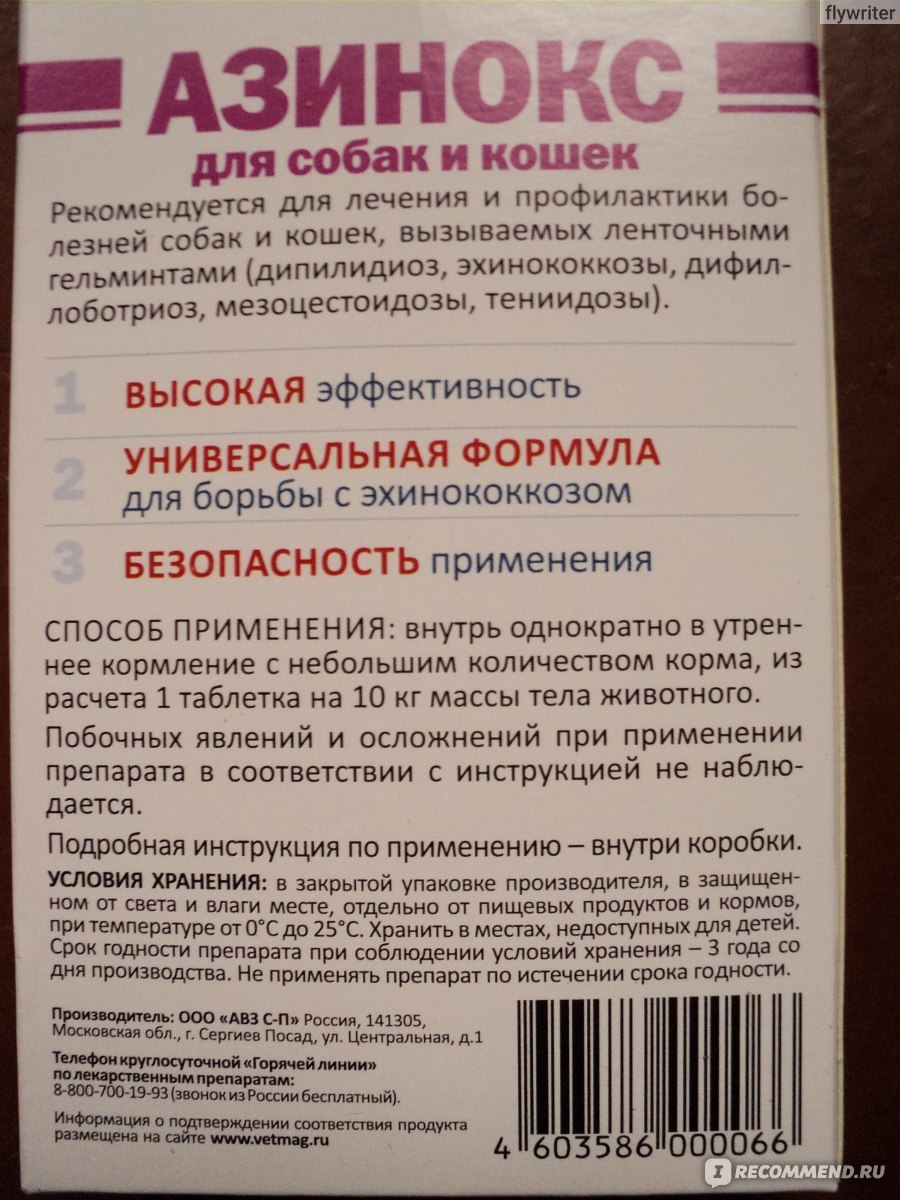 flywriter
АЗИНОКС
для собак и кошек
Рекомендуется для лечения и профилактики бо-
лезней собак и кошек, вызываемых ленточными
гельминтами (дипилидиоз, эхинококкозы, дифил-
лоботриоз, мезоцестоидозы, тениидозы).
1 ВЫСОКАЯ эффективность
2 УНИВЕРСАЛЬНАЯ ФОРМУЛА
для борьбы с эхинококкозом
3 БЕЗОПАСНОСТЬ применения
СПОСОБ ПРИМЕНЕНИЯ: внутрь однократно в утрен-
нее кормление с небольшим количеством корма, из
расчета 1 таблетка на 10 кг массы тела животного.
Побочных явлений и осложнений при применении
препарата в соответствии с инструкцией не наблю-
дается.
Подробная инструкция по применению – внутри коробки.
УСЛОВИЯ ХРАНЕНИЯ: в закрытой упаковке производителя, в защищен-
ном от света и влаги месте, отдельно от пищевых продуктов и кормов,
при температуре от 0°С до 25°С. Хранить в местах, недоступных для детей.
Срок годности препарата при соблюдении условий хранения – 3 года со
дня производства. Не применять препарат по истечении срока годности.
Производитель: ООО «АВЗ С-П» Россия, 141305,
Московская обл., г. Сергиев Посад, ул. Центральная, д.1
Телефон круглосуточной «Горячей линии»
по лекарственным препаратам:
8-800-700-19-93 (звонок из России бесплатный).
Информация о подтверждении соответствия продукта
размещена на сайте www.vetmag.ru
4 603586 000066
IRECOMMEND.RU